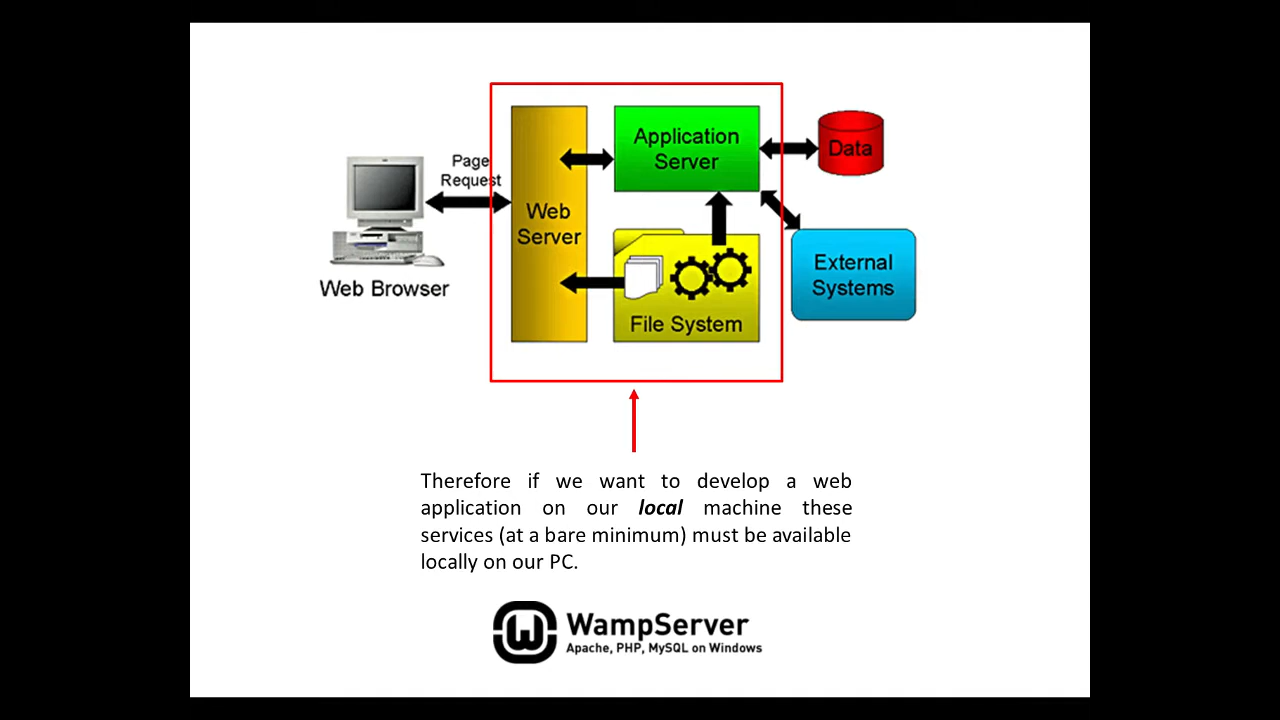 Page
Request
Web Browser
Web
Server
Application
Server
File System
Data
External
Systems
Therefore if we want to develop a web
application on our local machine these
services (at a bare minimum) must be available
locally on our PC.
W
WampServer
Apache, PHP, MySQL on Windows